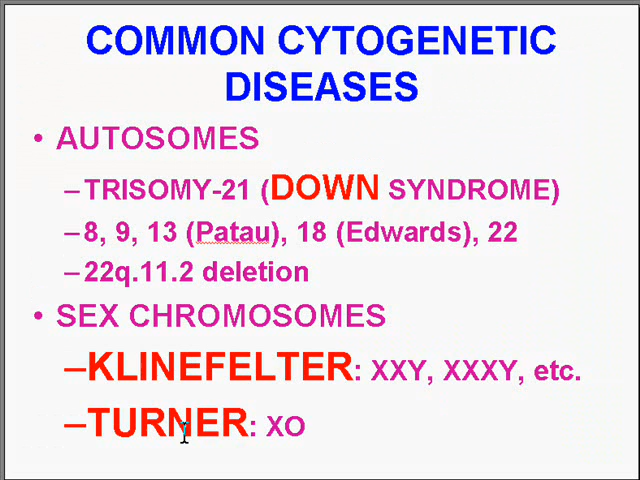 COMMON CYTOGENETIC
DISEASES
• AUTOSOMES
–TRISOMY-21 (DOWN SYNDROME)
–8, 9, 13 (Patau), 18 (Edwards), 22
–22q.11.2 deletion
• SEX CHROMOSOMES
–KLINEFELTER: XXY, XXXY, etc.
–TURNER: XO